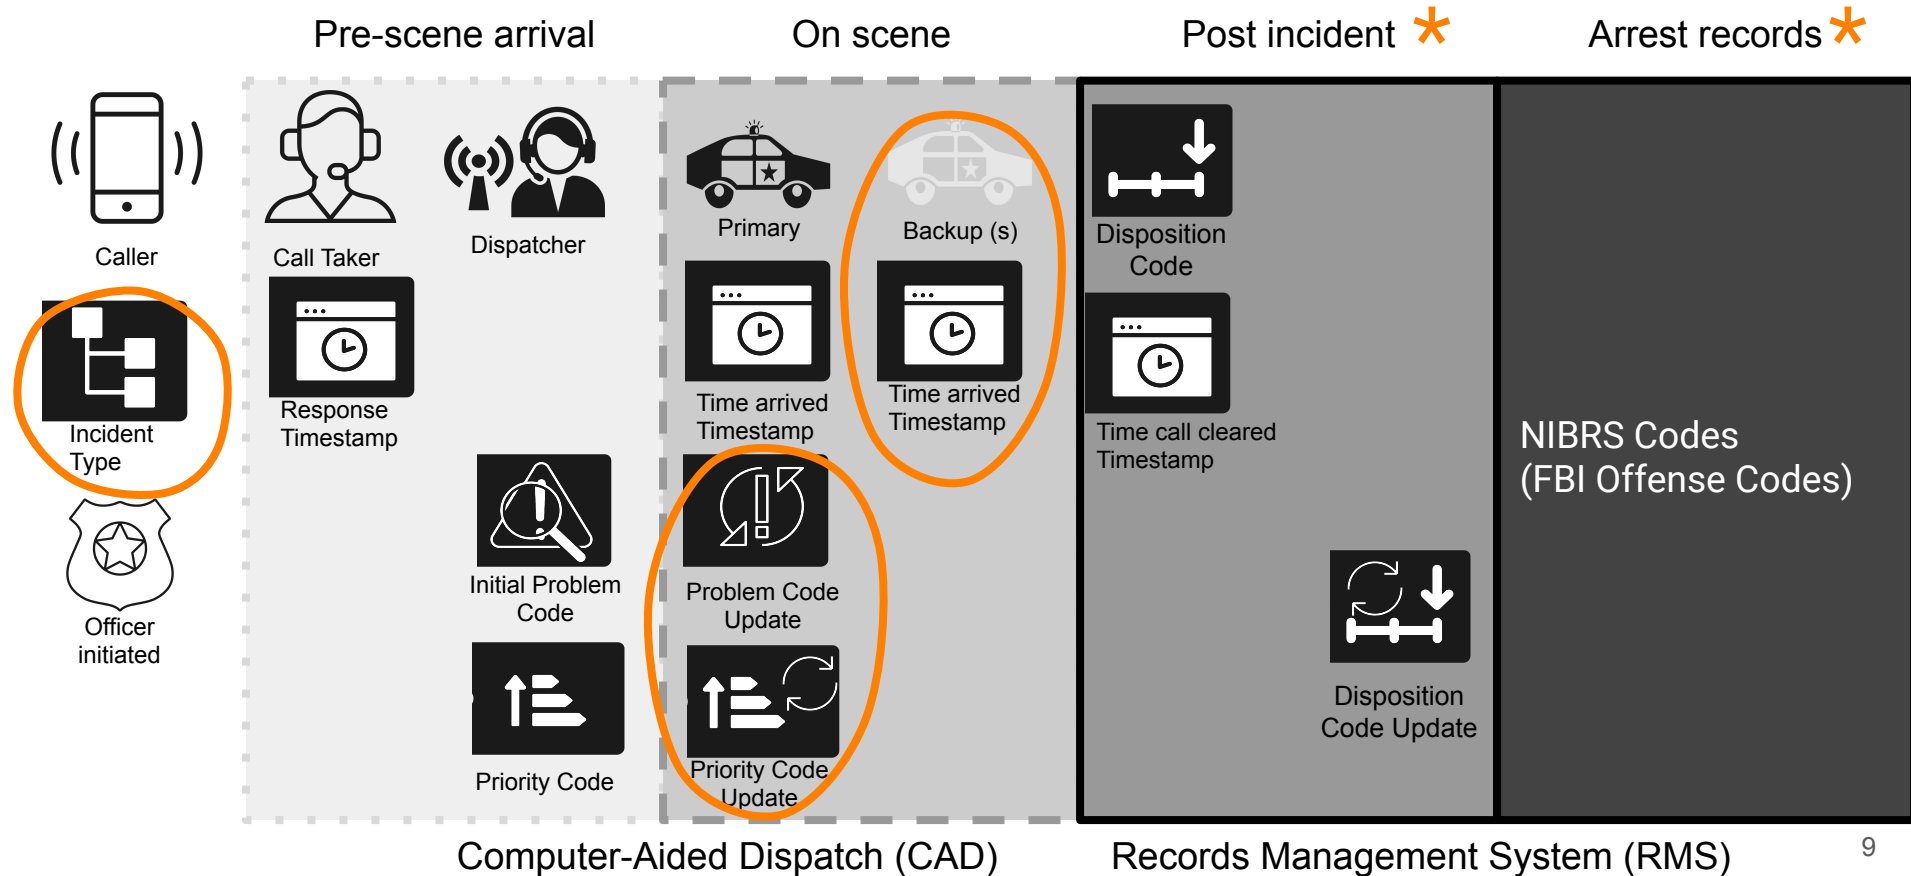 Pre-scene arrival
On scene
Post incident *
Arrest records *
Caller
Incident
Type
Officer
initiated
Call Taker
Response
Timestamp
Dispatcher
Initial Problem
Code
Priority Code
Primary
Time arrived
Timestamp
Problem Code
Update
Priority Code
Update
Backup (s)
Time arrived
Timestamp
Disposition
Code
Time call cleared
Timestamp
Disposition
Code Update
NIBRS Codes
(FBI Offense Codes)
Computer-Aided Dispatch (CAD)
Records Management System (RMS)
9